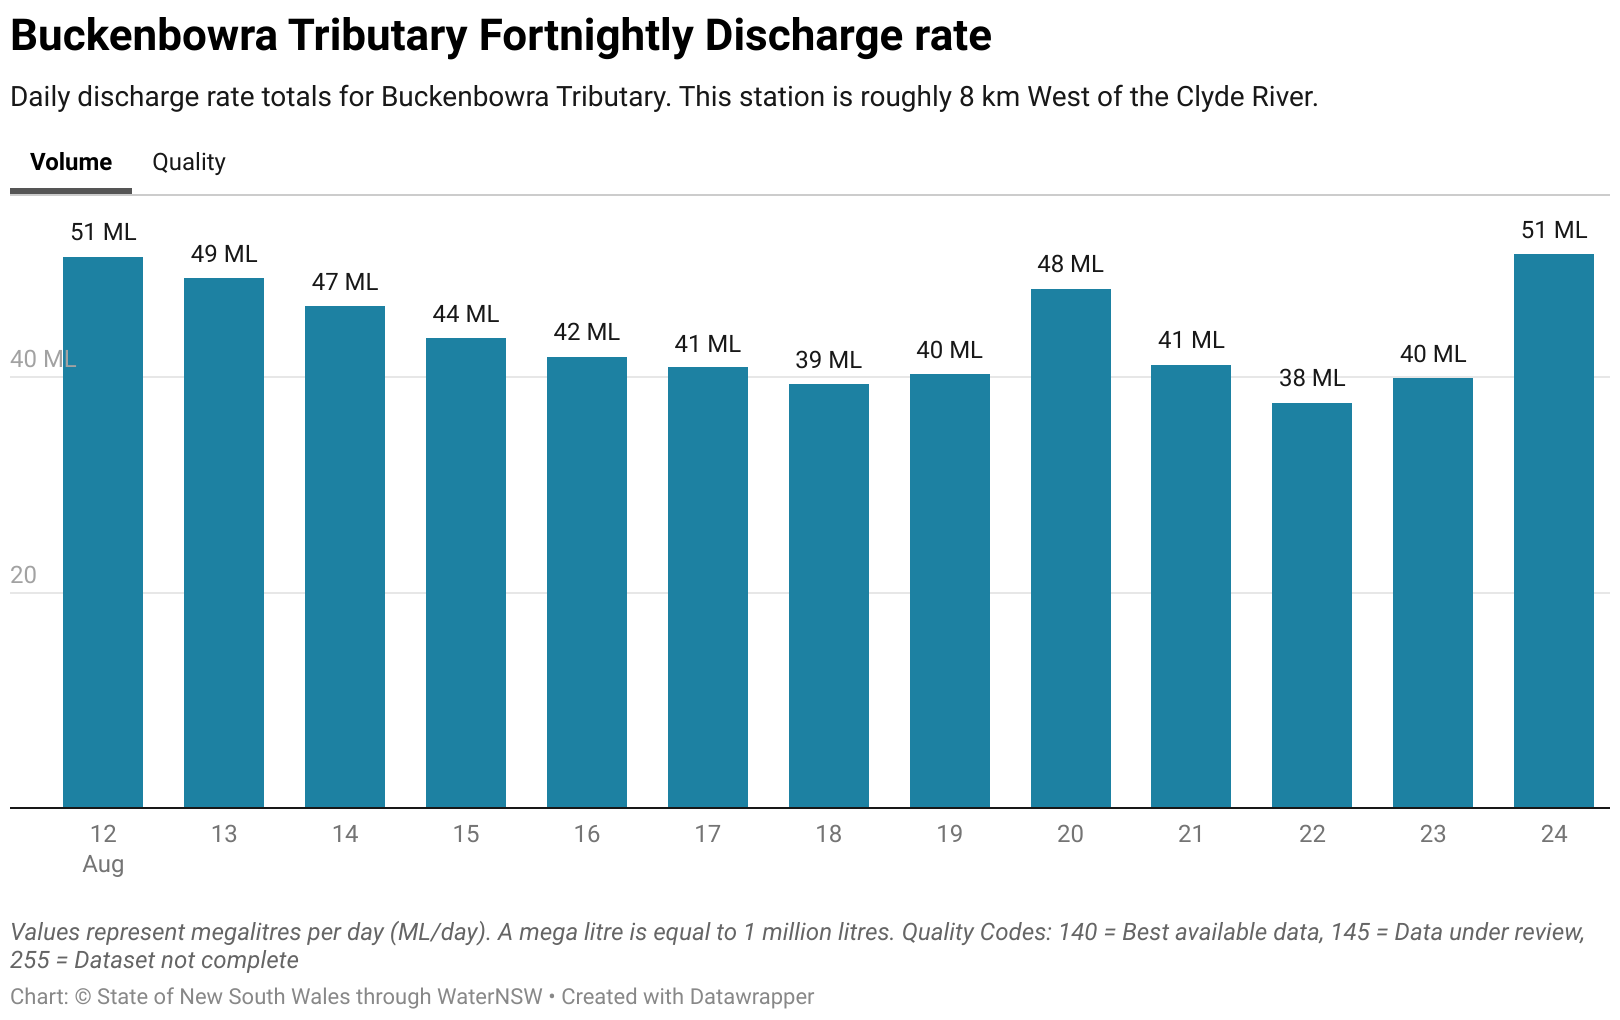 Buckenbowra Tributary Fortnightly Discharge rate
Daily discharge rate totals for Buckenbowra Tributary. This station is roughly 8 km West of the Clyde River.
Volume Quality
51 ML 49 ML 47 ML 44 ML 42 ML 41 ML 39 ML 40 ML 48 ML 41 ML 38 ML 40 ML 51 ML
40 ML
20
12 13 14 15 16 17 18 19 20 21 22 23 24
Aug
Values represent megalitres per day (ML/day). A mega litre is equal to 1 million litres. Quality Codes: 140 = Best available data, 145 = Data under review,
255 = Dataset not complete
Chart: © State of New South Wales through WaterNSW • Created with Datawrapper